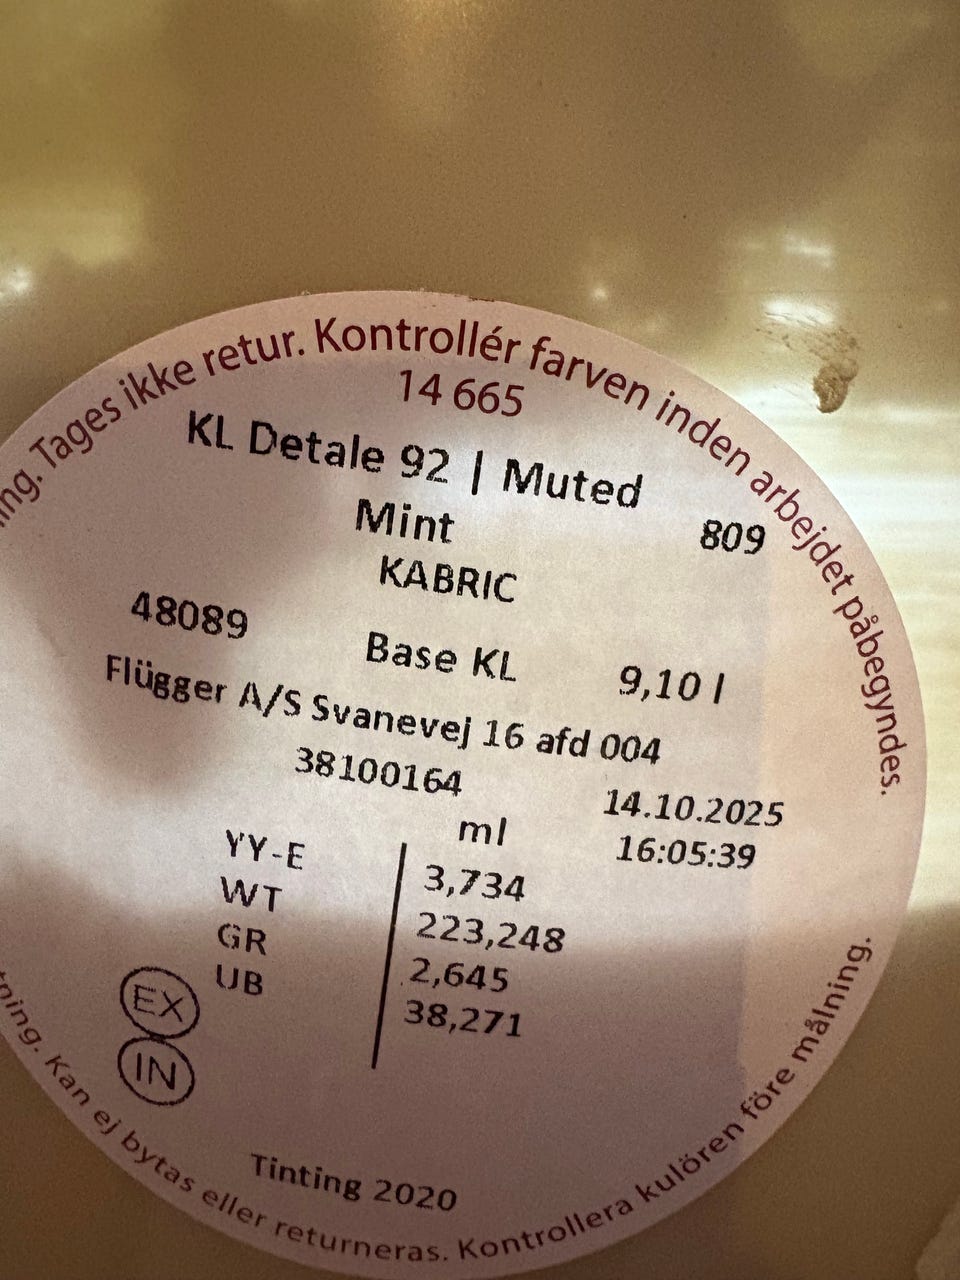 Tages ikke retur. Kontrollér farven inden arbejdet påbegyndes.
14 665
KL Detale 92 | Muted
Mint
809
KABRIC
48089 Base KL 9,10 l
Flügger A/S Svanevej 16 afd 004
38100164 14.10.2025
ml 16:05:39
YY-E 3,734
WT 223,248
GR 2,645
UB 38,271
EX
IN
Tinting 2020
Kan ej bytas eller returneras. Kontrollera kulören före målning.